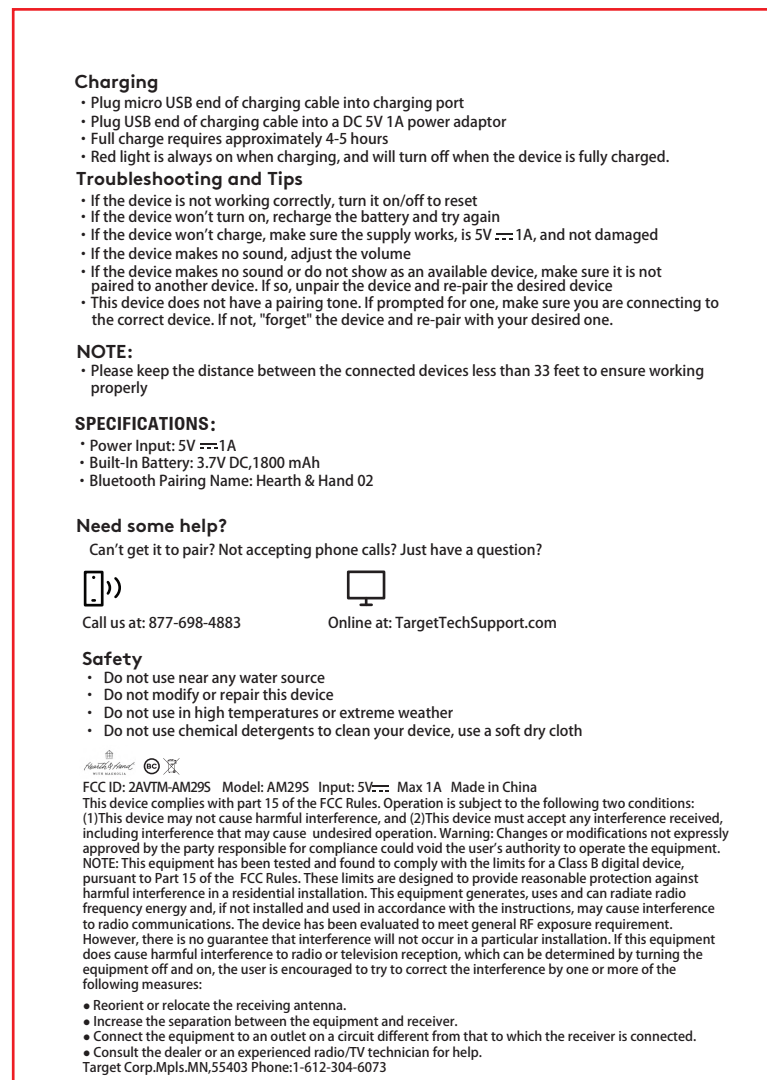 Charging
· Plug micro USB end of charging cable into charging port
· Plug USB end of charging cable into a DC 5V 1A power adaptor
· Full charge requires approximately 4-5 hours
· Red light is always on when charging, and will turn off when the device is fully charged.
Troubleshooting and Tips
· If the device is not working correctly, turn it on/off to reset
· If the device won’t turn on, recharge the battery and try again
· If the device won’t charge, make sure the supply works, is 5V ⎓1A, and not damaged
· If the device makes no sound, adjust the volume
· If the device makes no sound or do not show as an available device, make sure it is not
paired to another device. If so, unpair the device and re-pair the desired device
· This device does not have a pairing tone. If prompted for one, make sure you are connecting to
the correct device. If not, "forget" the device and re-pair with your desired one.
NOTE:
· Please keep the distance between the connected devices less than 33 feet to ensure working
properly
SPECIFICATIONS:
· Power Input: 5V ⎓1A
· Built-In Battery: 3.7V DC,1800 mAh
· Bluetooth Pairing Name: Hearth & Hand 02
Need some help?
Can’t get it to pair? Not accepting phone calls? Just have a question?
Call us at: 877-698-4883 Online at: TargetTechSupport.com
Safety
· Do not use near any water source
· Do not modify or repair this device
· Do not use in high temperatures or extreme weather
· Do not use chemical detergents to clean your device, use a soft dry cloth
Hearth & Hand BC
WITH MAGNOLIA
FCC ID: 2AVTM-AM29S Model: AM29S Input: 5V⎓ Max 1A Made in China
This device complies with part 15 of the FCC Rules. Operation is subject to the following two conditions:
(1)This device may not cause harmful interference, and (2)This device must accept any interference received,
including interference that may cause undesired operation. Warning: Changes or modifications not expressly
approved by the party responsible for compliance could void the user’s authority to operate the equipment.
NOTE: This equipment has been tested and found to comply with the limits for a Class B digital device,
pursuant to Part 15 of the FCC Rules. These limits are designed to provide reasonable protection against
harmful interference in a residential installation. This equipment generates, uses and can radiate radio
frequency energy and, if not installed and used in accordance with the instructions, may cause interference
to radio communications. The device has been evaluated to meet general RF exposure requirement.
However, there is no guarantee that interference will not occur in a particular installation. If this equipment
does cause harmful interference to radio or television reception, which can be determined by turning the
equipment off and on, the user is encouraged to try to correct the interference by one or more of the
following measures:
● Reorient or relocate the receiving antenna.
● Increase the separation between the equipment and receiver.
● Connect the equipment to an outlet on a circuit different from that to which the receiver is connected.
● Consult the dealer or an experienced radio/TV technician for help.
Target Corp.Mpls.MN,55403 Phone:1-612-304-6073